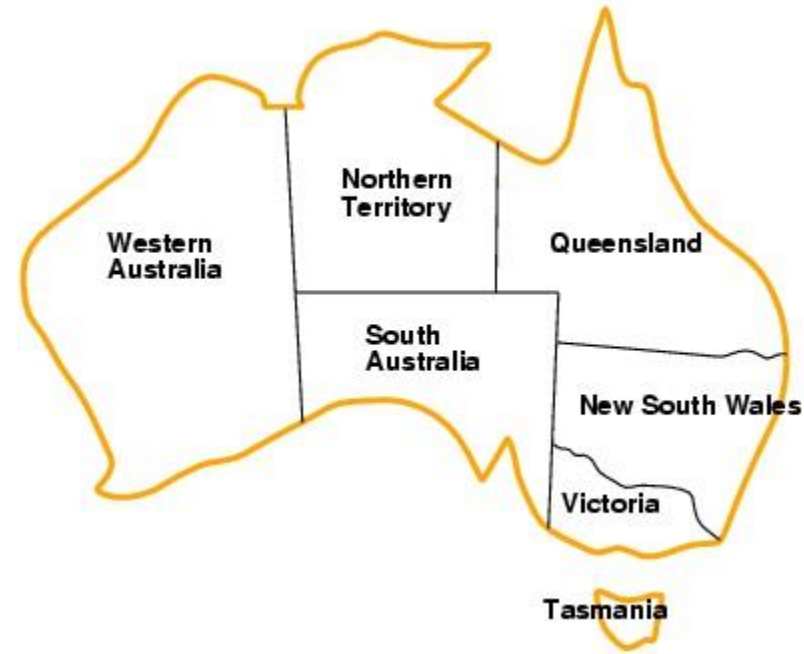 Northern
Territory
Western
Australia
Queensland
South
Australia
New South Wales
Victoria
Tasmania